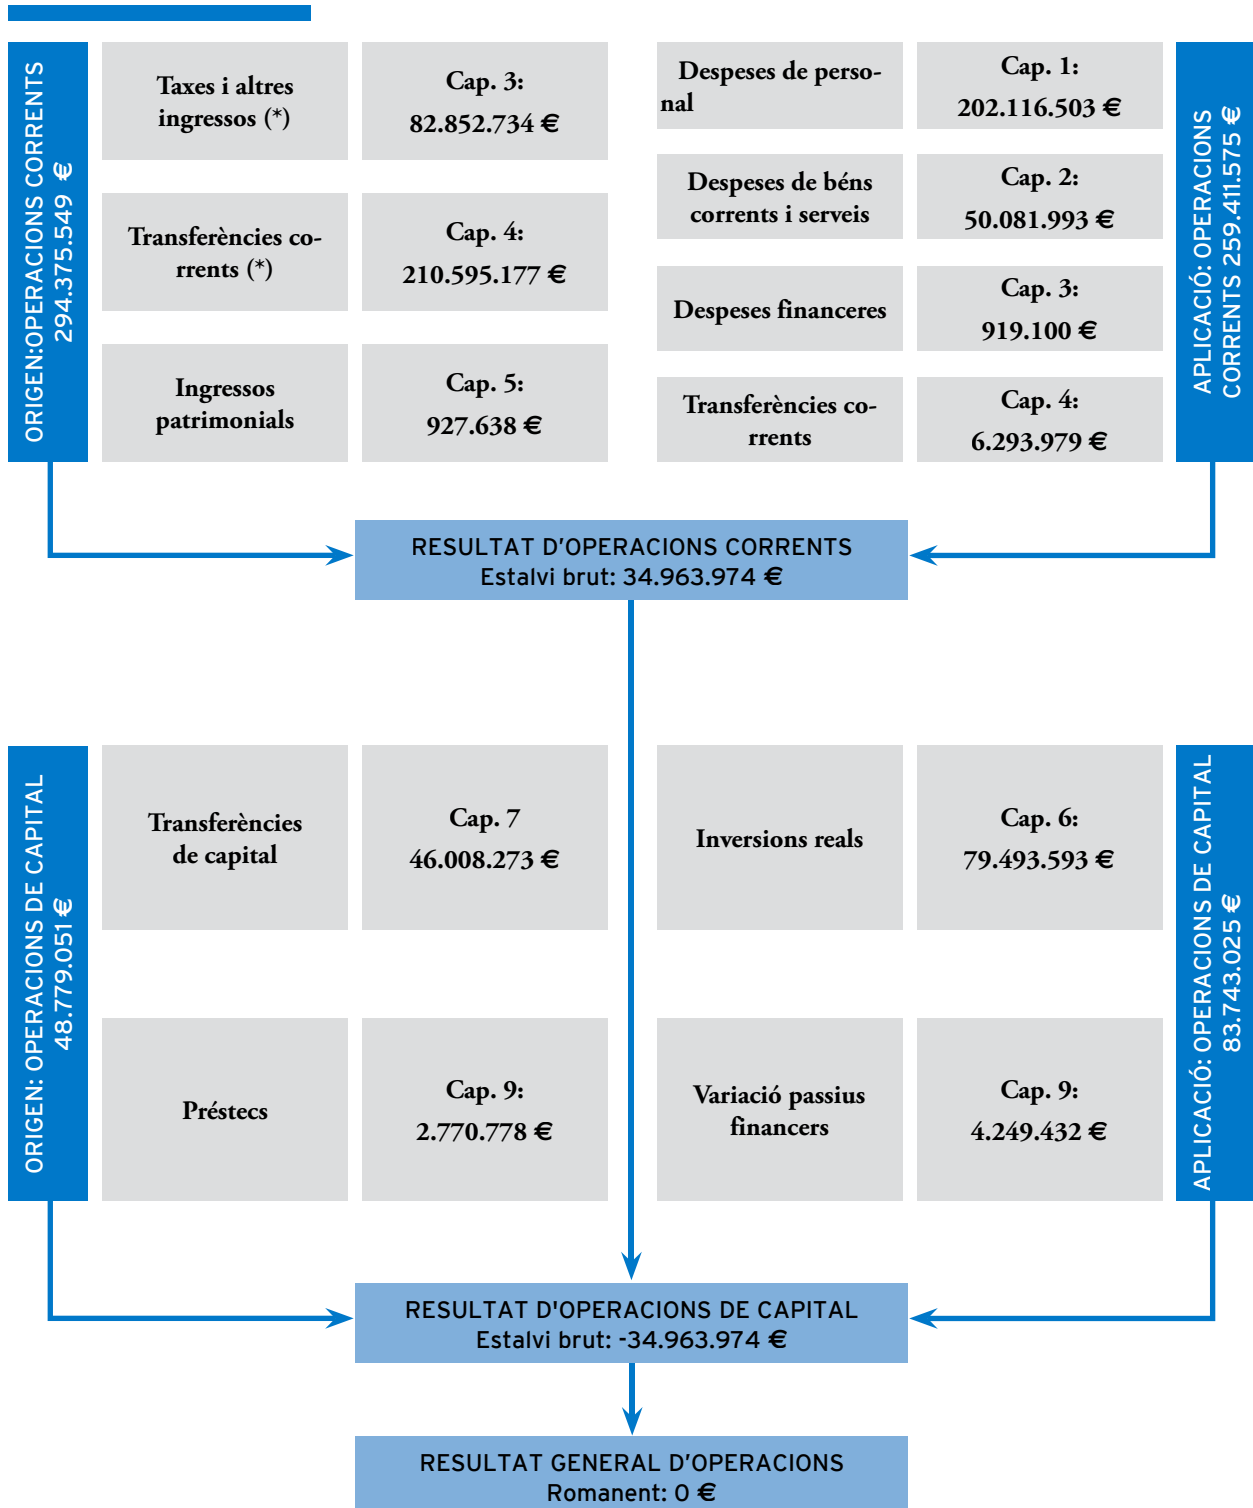 ORIGEN:OPERACIONS CORRENTS
294.375.549 €
Taxes i altres
ingressos (*)
Cap. 3:
82.852.734 €
Transferències co-
rrents (*)
Cap. 4:
210.595.177 €
Ingressos
patrimonials
Cap. 5:
927.638 €
Despeses de perso-
nal
Cap. 1:
202.116.503 €
Despeses de béns
corrents i serveis
Cap. 2:
50.081.993 €
Despeses financeres
Cap. 3:
919.100 €
Transferències co-
rrents
Cap. 4:
6.293.979 €
APLICACIÓ: OPERACIONS
CORRENTS 259.411.575 €
RESULTAT D’OPERACIONS CORRENTS
Estalvi brut: 34.963.974 €
ORIGEN: OPERACIONS DE CAPITAL
48.779.051 €
Transferències
de capital
Cap. 7
46.008.273 €
Préstecs
Cap. 9:
2.770.778 €
Inversions reals
Cap. 6:
79.493.593 €
Variació passius
financers
Cap. 9:
4.249.432 €
APLICACIÓ: OPERACIONS DE CAPITAL
83.743.025 €
RESULTAT D'OPERACIONS DE CAPITAL
Estalvi brut: -34.963.974 €
RESULTAT GENERAL D’OPERACIONS
Romanent: 0 €